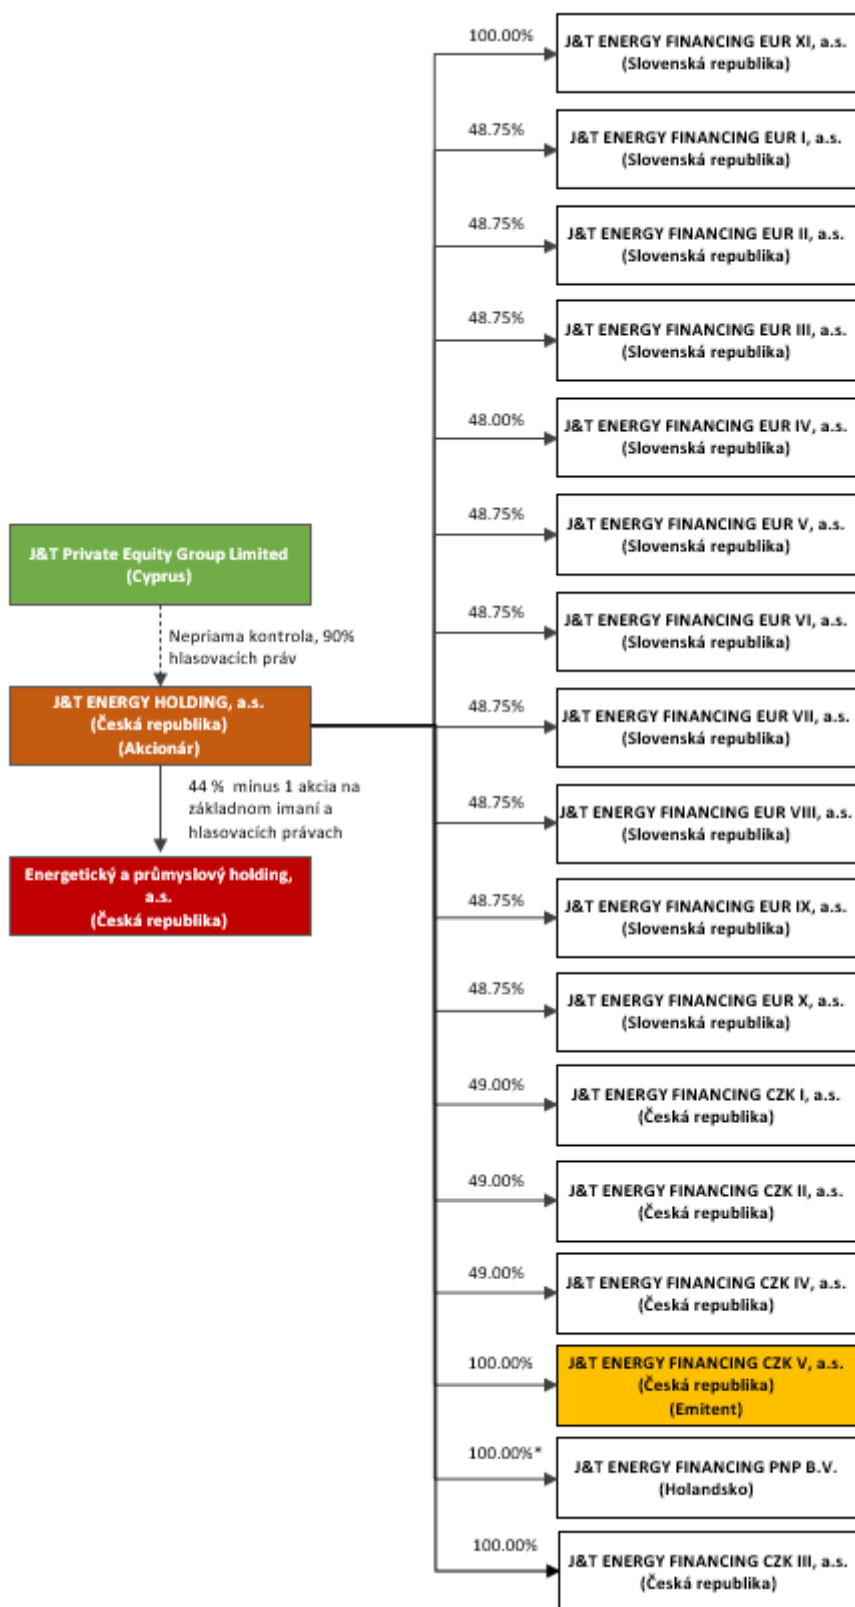 100.00%
J&T ENERGY FINANCING EUR XI, a.s.
(Slovenská republika)
48.75%
J&T ENERGY FINANCING EUR I, a.s.
(Slovenská republika)
48.75%
J&T ENERGY FINANCING EUR II, a.s.
(Slovenská republika)
48.75%
J&T ENERGY FINANCING EUR III, a.s.
(Slovenská republika)
48.00%
J&T ENERGY FINANCING EUR IV, a.s.
(Slovenská republika)
48.75%
J&T ENERGY FINANCING EUR V, a.s.
(Slovenská republika)
J&T Private Equity Group Limited
(Cyprus)
Nepriama kontrola, 90%
hlasovacích práv
48.75%
J&T ENERGY FINANCING EUR VI, a.s.
(Slovenská republika)
J&T ENERGY HOLDING, a.s.
(Česká republika)
(Akcionár)
48.75%
J&T ENERGY FINANCING EUR VII, a.s.
(Slovenská republika)
44 % mínus 1 akcia na
základnom imaní a
hlasovacích právach
48.75%
J&T ENERGY FINANCING EUR VIII, a.s.
(Slovenská republika)
Energetický a průmyslový holding,
a.s.
(Česká republika)
48.75%
J&T ENERGY FINANCING EUR IX, a.s.
(Slovenská republika)
48.75%
J&T ENERGY FINANCING EUR X, a.s.
(Slovenská republika)
49.00%
J&T ENERGY FINANCING CZK I, a.s.
(Česká republika)
49.00%
J&T ENERGY FINANCING CZK II, a.s.
(Česká republika)
49.00%
J&T ENERGY FINANCING CZK IV, a.s.
(Česká republika)
100.00%
J&T ENERGY FINANCING CZK V, a.s.
(Česká republika)
(Emitent)
100.00%*
J&T ENERGY FINANCING PNP B.V.
(Holandsko)
100.00%
J&T ENERGY FINANCING CZK III, a.s.
(Česká republika)